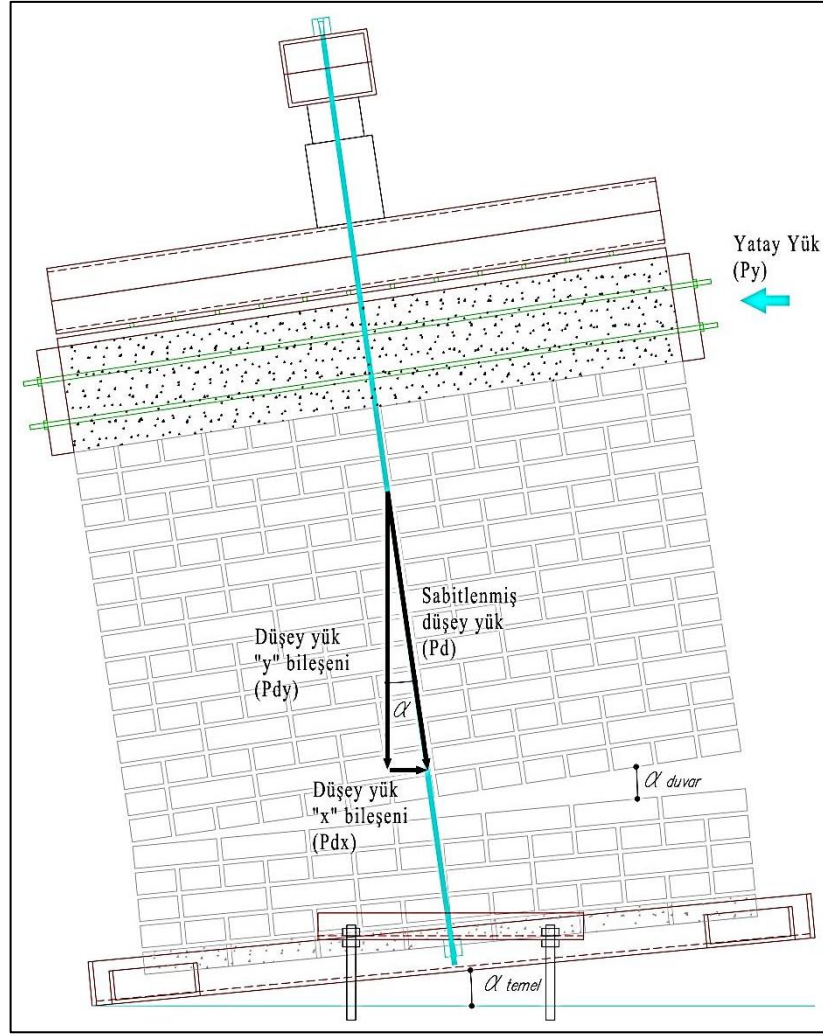 Yatay Yük
(Py)
Sabitlenmiş
düşey yük
(Pd)
Düşey yük
"y" bileşeni
(Pdy)
α
α duvar
Düşey yük
"x" bileşeni
(Pdx)
α temel